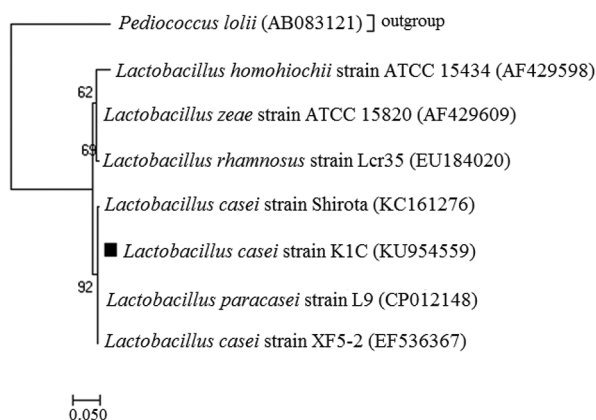 Pediococcus lolii (AB083121) outgroup
Lactobacillus homohiochii strain ATCC 15434 (AF429598)
62
Lactobacillus zeae strain ATCC 15820 (AF429609)
69
Lactobacillus rhamnosus strain Lcr35 (EU184020)
Lactobacillus casei strain Shirota (KC161276)
Lactobacillus casei strain K1C (KU954559)
92
Lactobacillus paracasei strain L9 (CP012148)
Lactobacillus casei strain XF5-2 (EF536367)
0.050